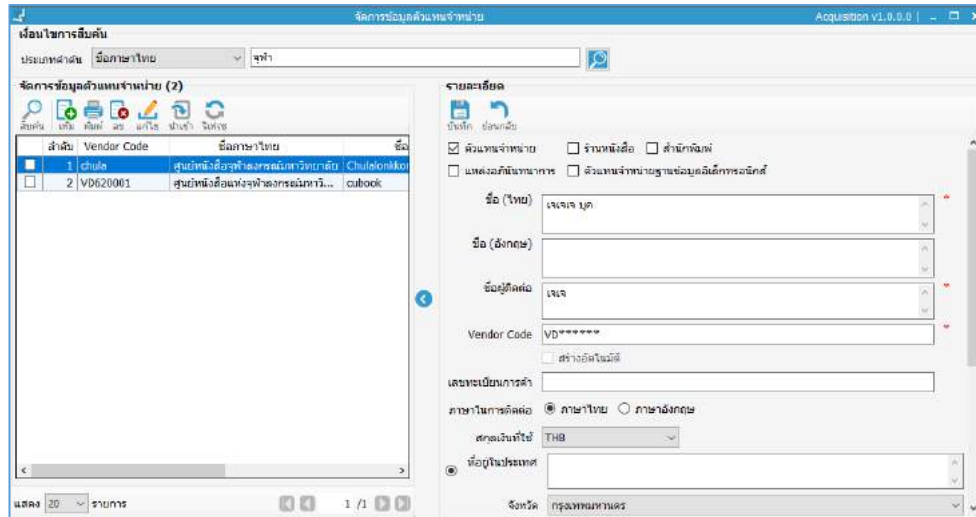 จัดการข้อมูลตัวแทนจำหน่าย
Acquisition v1.0.0.0
เงื่อนไขการสืบค้น
ประเภทคำค้น ชื่อภาษาไทย จุฬา
จัดการข้อมูลตัวแทนจำหน่าย (2)
สืบค้น เพิ่ม พิมพ์ ลบ แก้ไข นำเข้า รีเฟรช
ลำดับ Vendor Code ชื่อภาษาไทย ชื่อ
1 chula ศูนย์หนังสือจุฬาลงกรณ์มหาวิทยาลัย Chulalonkkor
2 VD620001 ศูนย์หนังสือแห่งจุฬาลงกรณ์มหาวิ... cubook
แสดง 20 รายการ 1 /1
รายละเอียด
บันทึก ย้อนกลับ
ตัวแทนจำหน่าย ร้านหนังสือ สำนักพิมพ์
แหล่งอภินันทนาการ ตัวแทนจำหน่ายฐานข้อมูลอิเล็กทรอนิกส์
ชื่อ (ไทย) เจเจเจ บุค *
ชื่อ (อังกฤษ)
ชื่อผู้ติดต่อ เจเจ *
Vendor Code VD****** *
สร้างอัตโนมัติ
เลขทะเบียนการค้า
ภาษาในการติดต่อ ภาษาไทย ภาษาอังกฤษ
สกุลเงินที่ใช้ THB
ที่อยู่ในประเทศ
จังหวัด กรุงเทพมหานคร